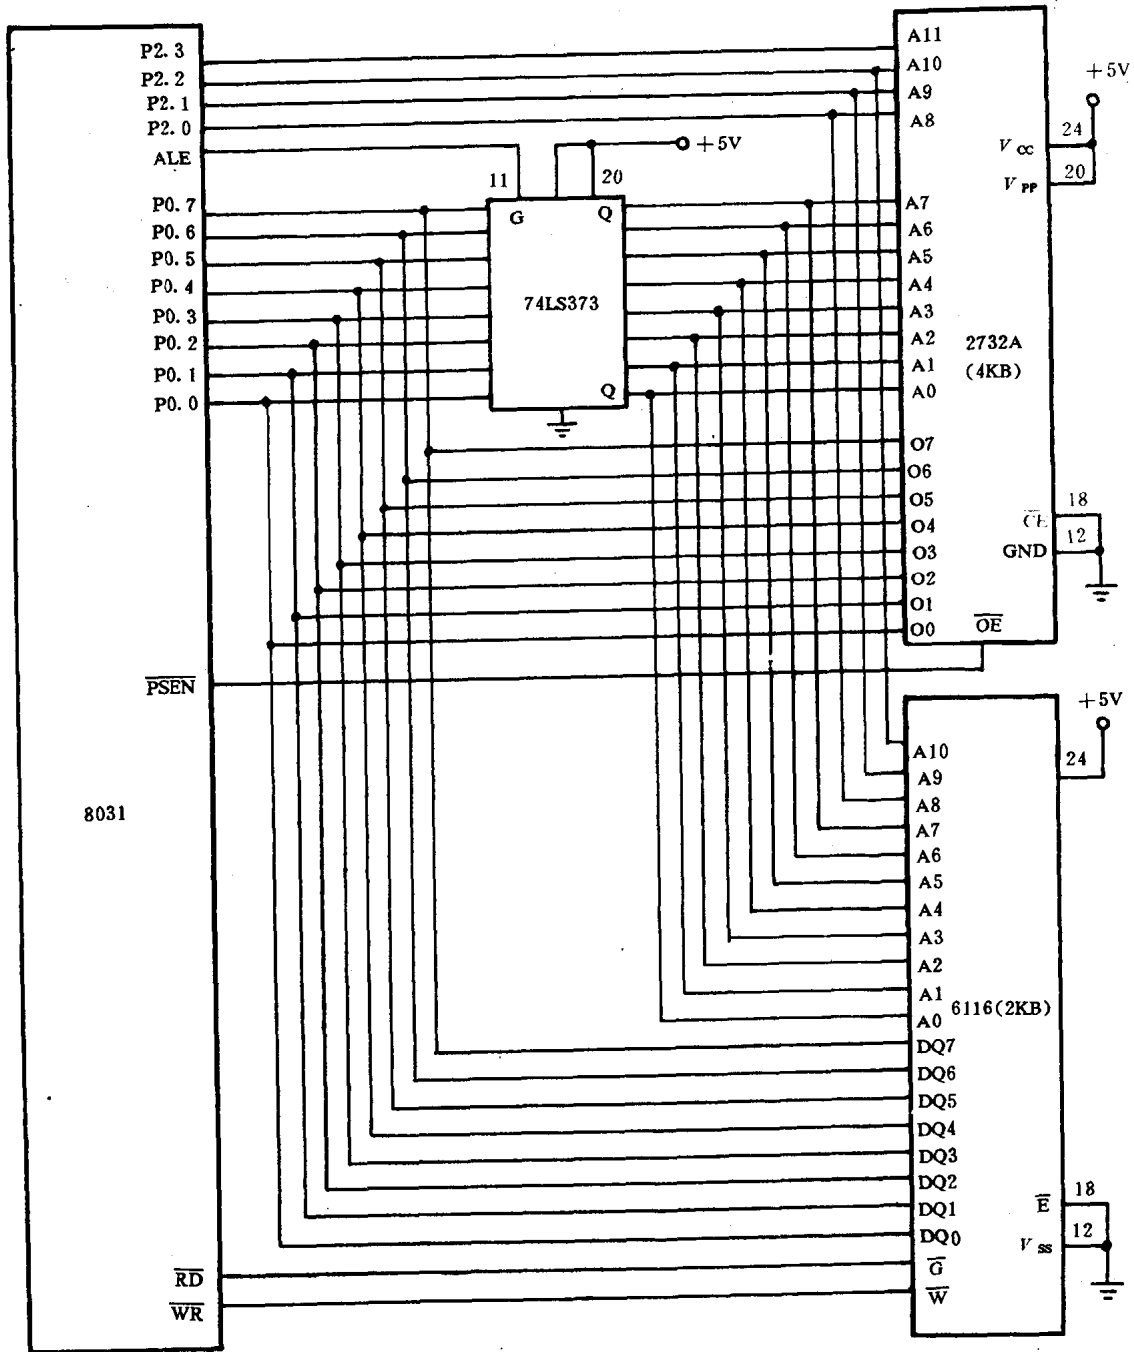 P2.3
P2.2
P2.1
P2.0
ALE
P0.7
P0.6
P0.5
P0.4
P0.3
P0.2
P0.1
P0.0
PSEN
8031
RD
WR
11
20
+5V
G
Q
74LS373
Q
A11
A10
A9
A8
A7
A6
A5
A4
A3
A2
A1
A0
2732A
(4KB)
O7
O6
O5
O4
O3
O2
O1
O0
OE
+5V
24
VCC
20
VPP
18
CE
12
GND
+5V
24
A10
A9
A8
A7
A6
A5
A4
A3
A2
A1
A0
6116(2KB)
DQ7
DQ6
DQ5
DQ4
DQ3
DQ2
DQ1
DQ0
G
W
18
E
12
VSS